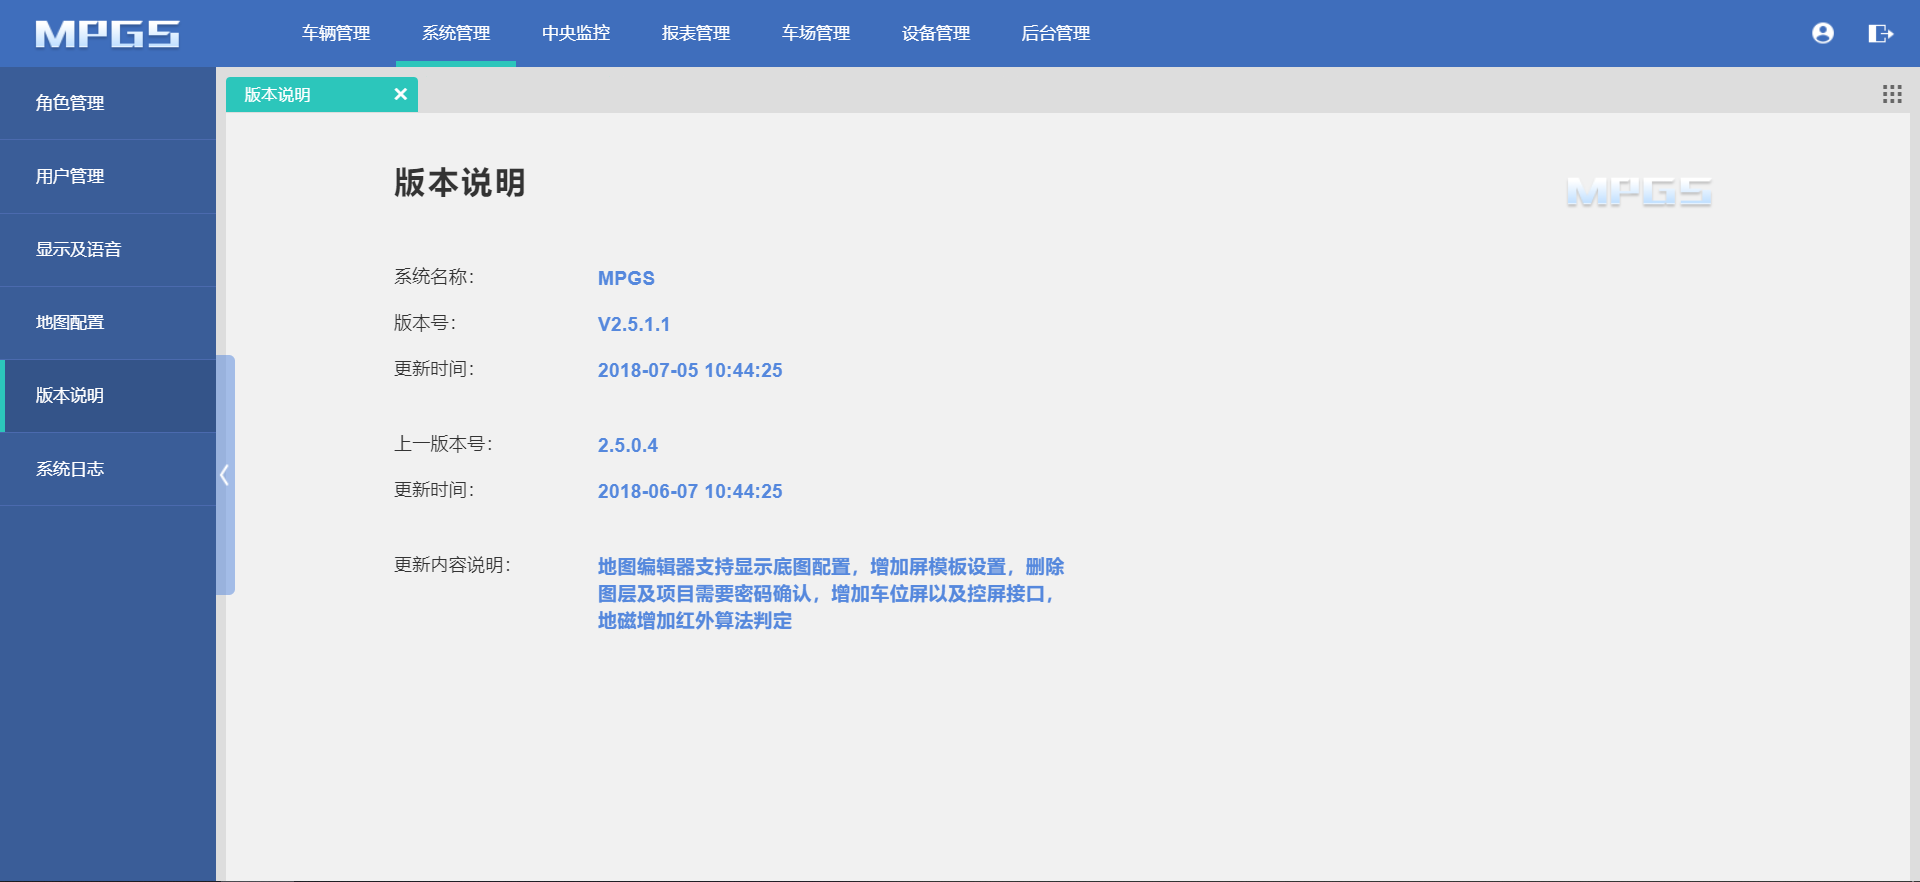 MPGS
车辆管理 系统管理 中央监控 报表管理 车场管理 设备管理 后台管理
角色管理
用户管理
显示及语音
地图配置
版本说明
系统日志
版本说明
版本说明
MPGS
系统名称: MPGS
版本号: V2.5.1.1
更新时间: 2018-07-05 10:44:25
上一版本号: 2.5.0.4
更新时间: 2018-06-07 10:44:25
更新内容说明: 地图编辑器支持显示底图配置，增加屏模板设置，删除
图层及项目需要密码确认，增加车位屏以及控屏接口，
地磁增加红外算法判定